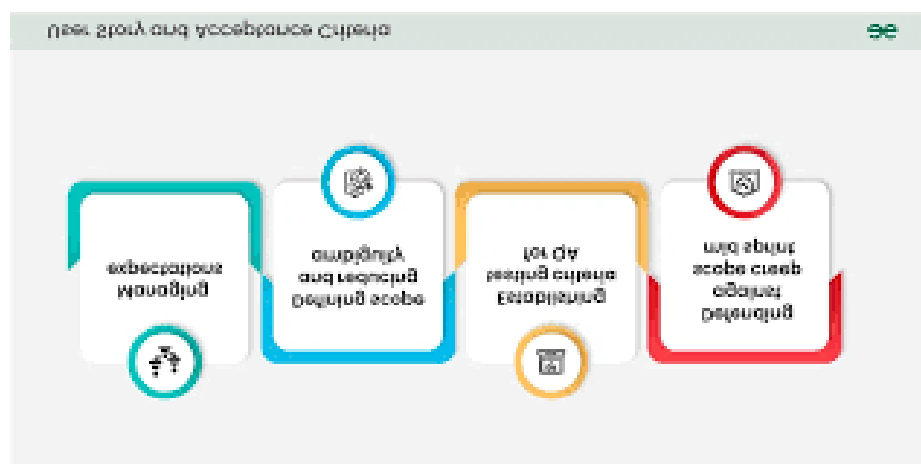 User Story and Acceptance Criteria
Managing
expectations
Defining scope
and reducing
ambiguity
Establishing
testing criteria
for QA
Defending
against
scope creep
mid sprint